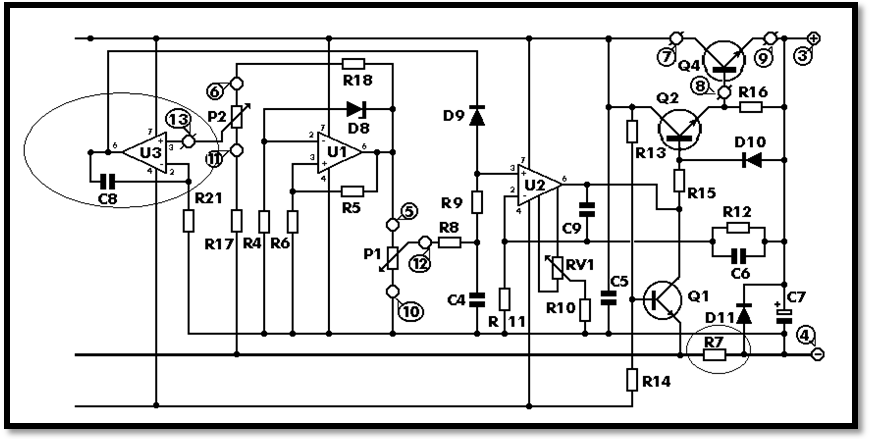 7
9
3
+
Q4
6
R18
8
R16
Q2
P2
13
D9
D8
7
+
3
6
U3
-
4
2
11
2
-
7
U1
6
3
+
4
R13
D10
7
3
+
6
U2
2
-
4
R15
C8
R21
R5
R9
5
R8
C9
R12
R17
R4
R6
P1
12
RV1
C6
C5
Q1
C4
R 11
R10
D11
+
C7
10
4
R7
-
R14